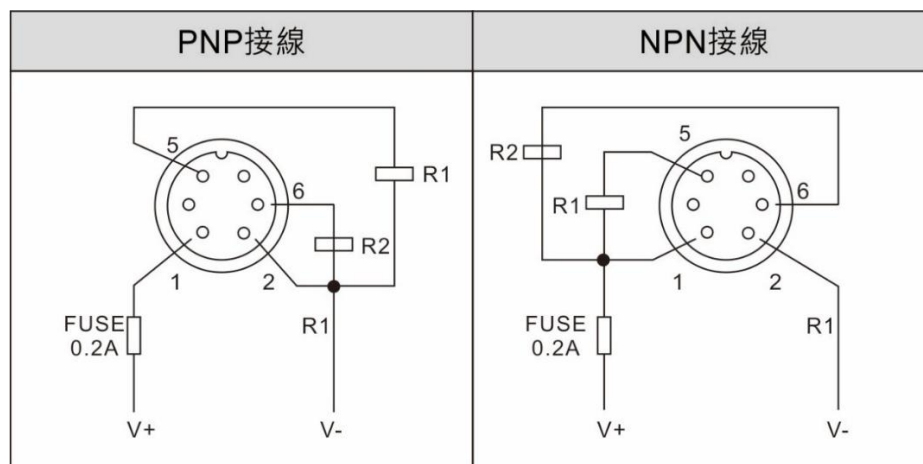 PNP接線
NPN接線
5
6
R1
R2
1
2
FUSE
0.2A
R1
V+
V-
5
R2
6
R1
1
2
FUSE
0.2A
R1
V+
V-